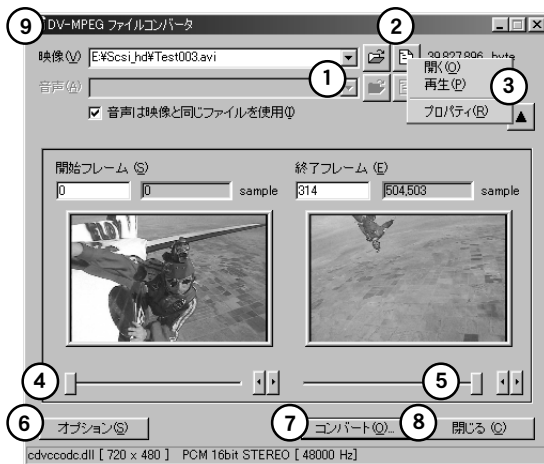 9 DV-MPEG ファイルコンバータ
2
映像(V) E:¥Scsi_hd¥Test003.avi 39,827,896 byte
1
開く(O)
再生(P)
プロパティ(R)
3
音声(A)
音声は映像と同じファイルを使用(I)
開始フレーム (S)
0 0 sample
終了フレーム (E)
314 504,503 sample
4
5
6 オプション(S)
7 コンバート(O)...
8 閉じる (C)
cdvccodc.dll [ 720 x 480 ] PCM 16bit STEREO [ 48000 Hz]